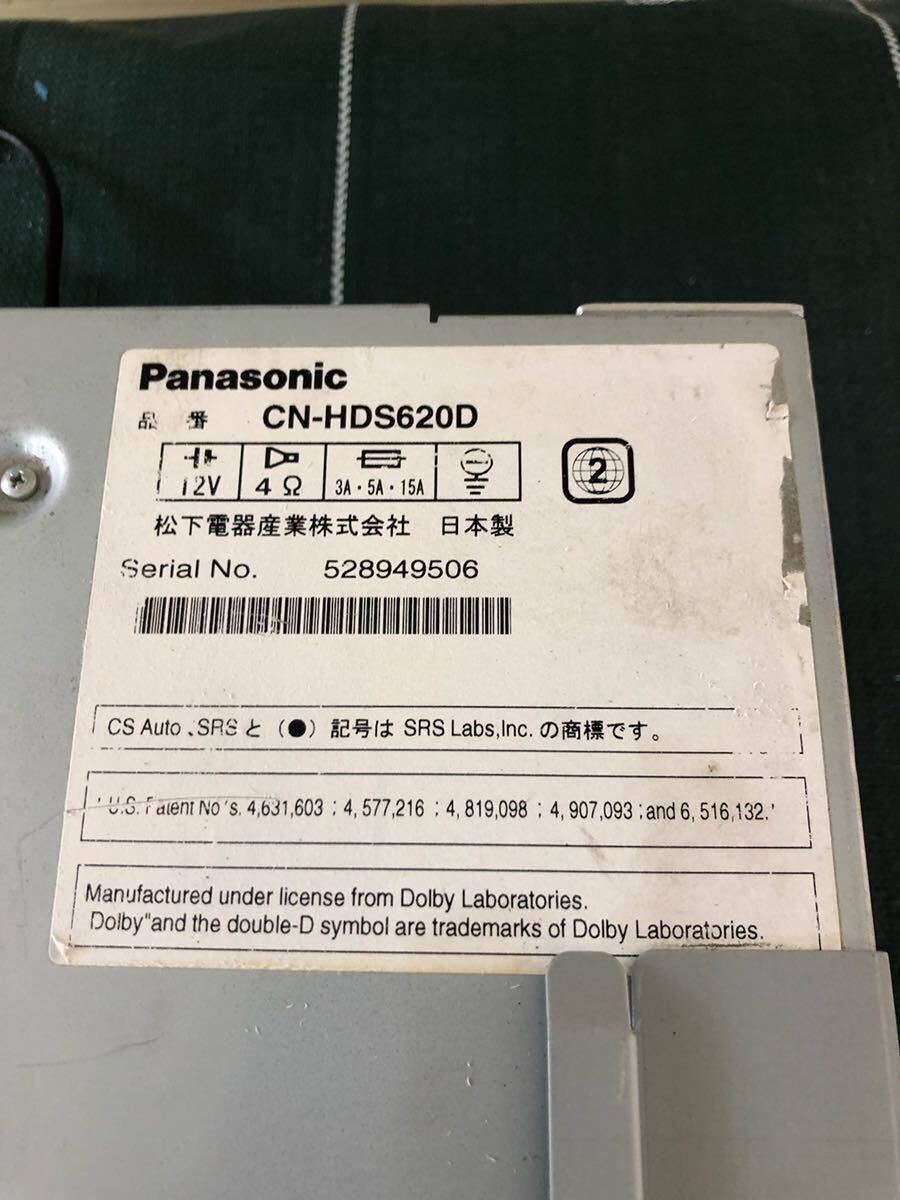 Panasonic
品 番 CN-HDS620D
12V 4Ω 3A・5A・15A
2
松下電器産業株式会社 日本製
Serial No. 528949506
CS Auto、SRSと(●)記号は SRS Labs,Inc.の商標です。
'U.S. Patent No's. 4,631,603 ; 4,577,216 ; 4,819,098 ; 4,907,093 ; and 6,516,132.'
Manufactured under license from Dolby Laboratories.
Dolby"and the double-D symbol are trademarks of Dolby Laboratories.